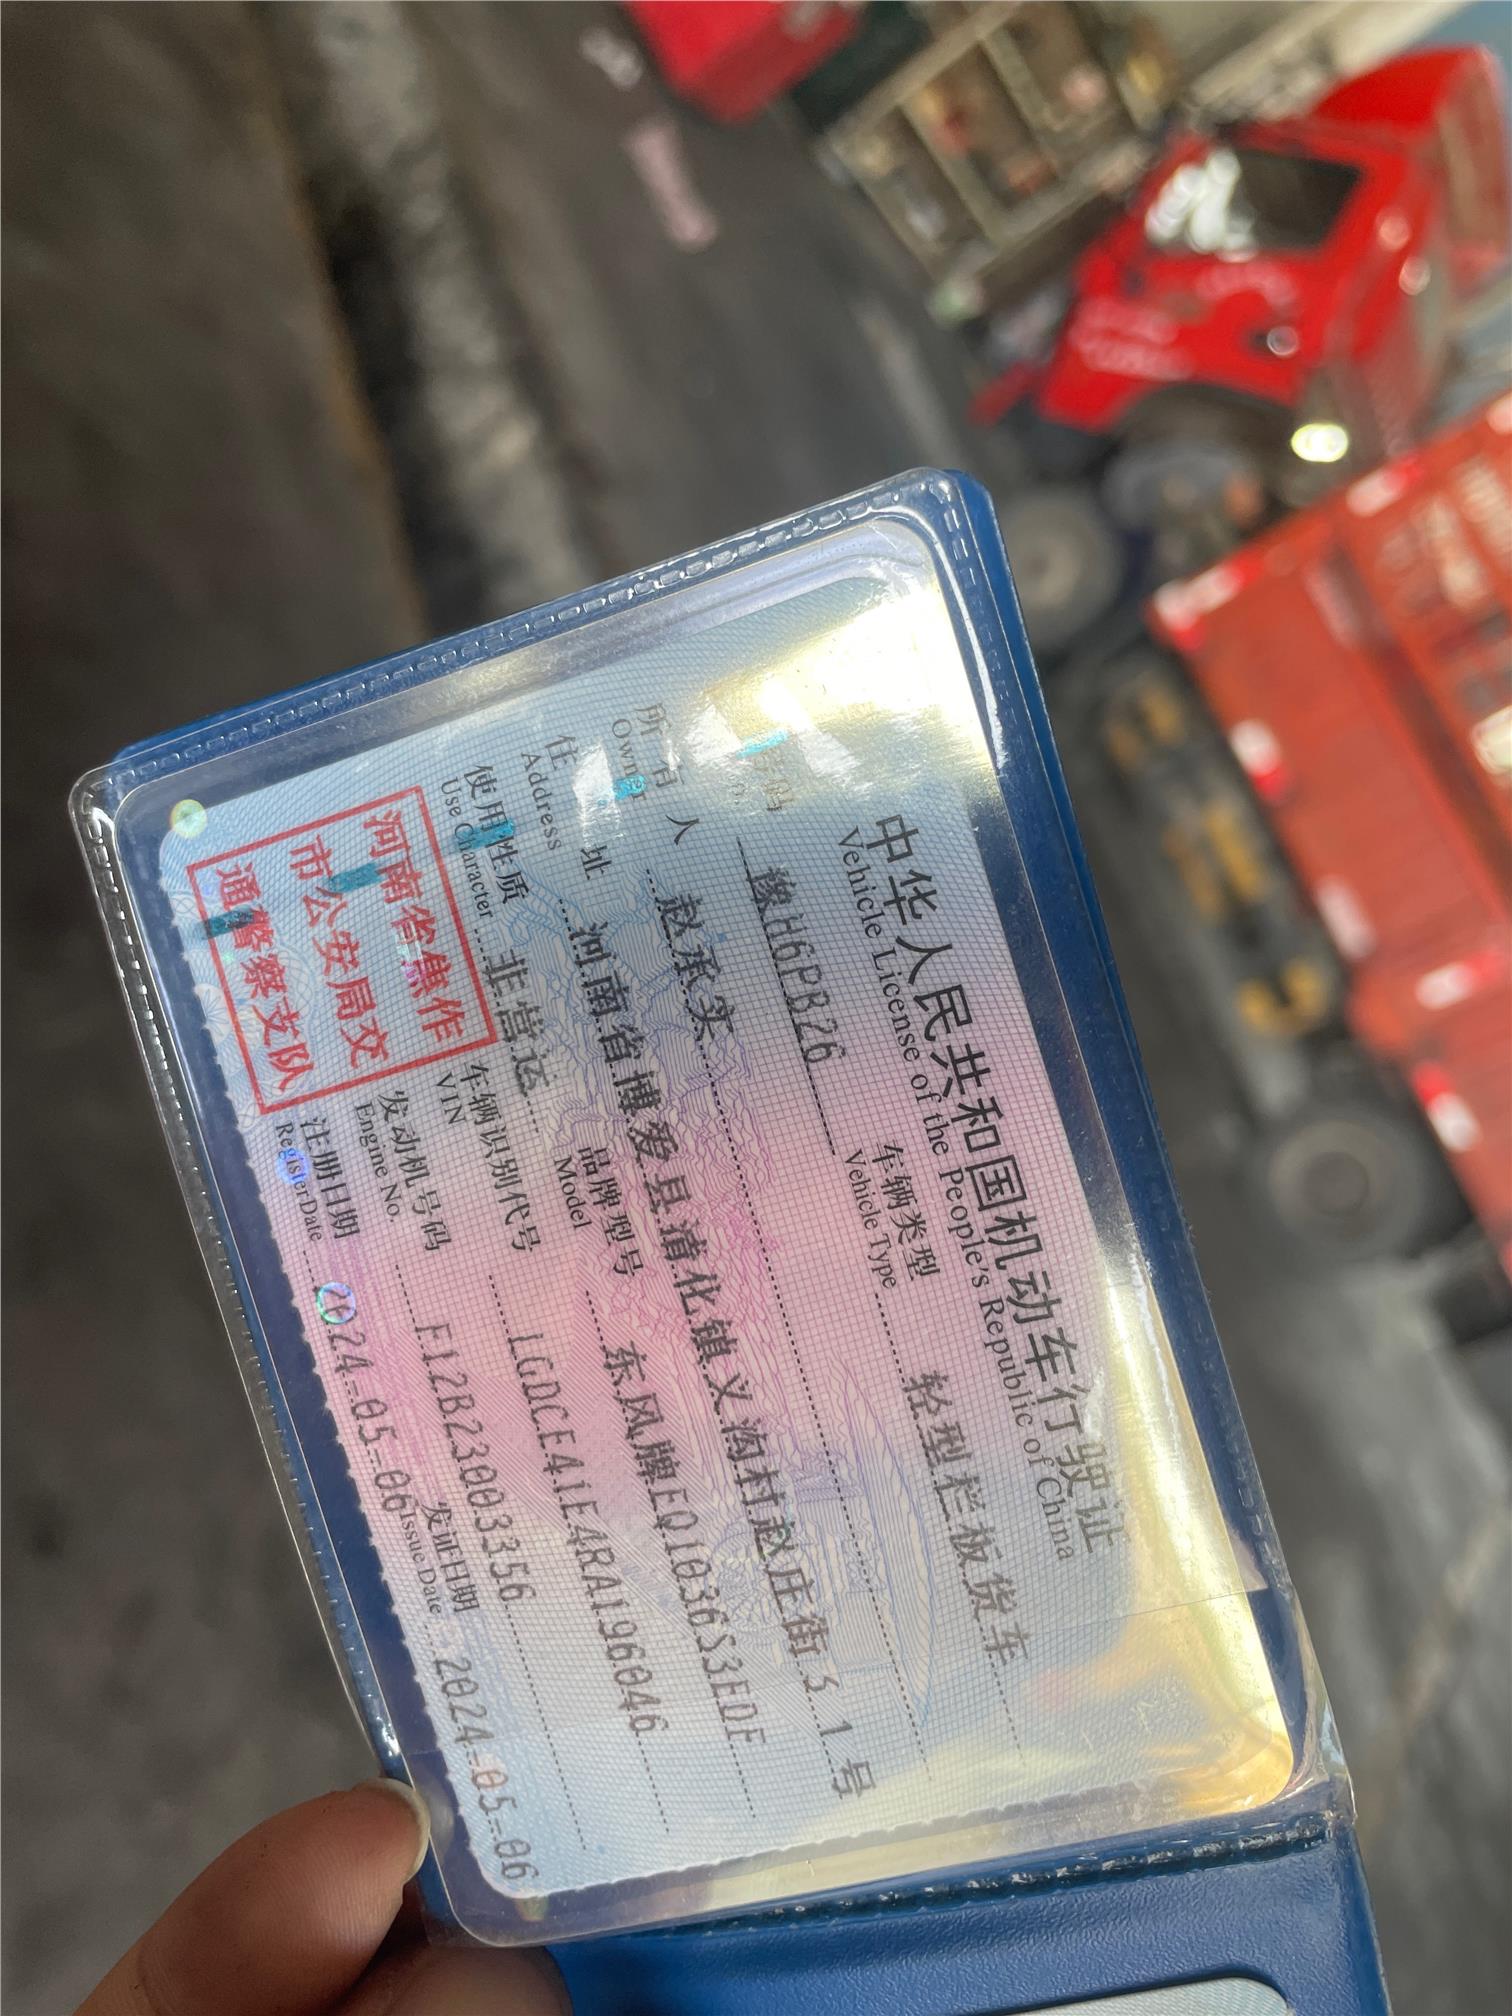 中华人民共和国机动车行驶证
Vehicle License of the People's Republic of China
号码 豫H6PB26 车辆类型 轻型栏板货车
Vehicle Type
所有人 赵承实
Owner
住址 河南省博爱县清化镇义沟村赵庄街51号
Address
使用性质 非营运 品牌型号 东风牌EQ1036S3EDF
Use Character Model
河南省焦作
市公安局交
通警察支队
车辆识别代号 LGDCE41E4RA196046
VIN
发动机号码 F12B23003356
Engine No.
注册日期 2024-05-06 发证日期 2024-05-06
Register Date Issue Date